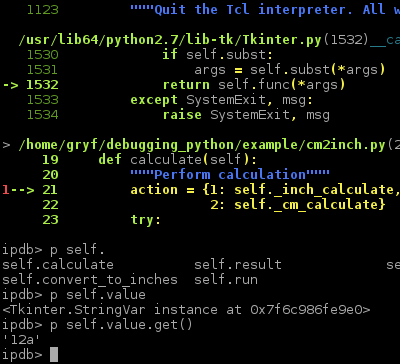 1123 """Quit the Tcl interpreter. All w
/usr/lib64/python2.7/lib-tk/Tkinter.py(1532)__ca
1530 if self.subst:
1531 args = self.subst(*args)
-> 1532 return self.func(*args)
1533 except SystemExit, msg:
1534 raise SystemExit, msg
> /home/gryf/debugging_python/example/cm2inch.py(2
19 def calculate(self):
20 """Perform calculation"""
1--> 21 action = {1: self._inch_calculate,
22 2: self._cm_calculate}
23 try:
ipdb> p self.
self.calculate self.result se
self.convert_to_inches self.run
ipdb> p self.value
<Tkinter.StringVar instance at 0x7f6c986fe9e0>
ipdb> p self.value.get()
'12a'
ipdb>